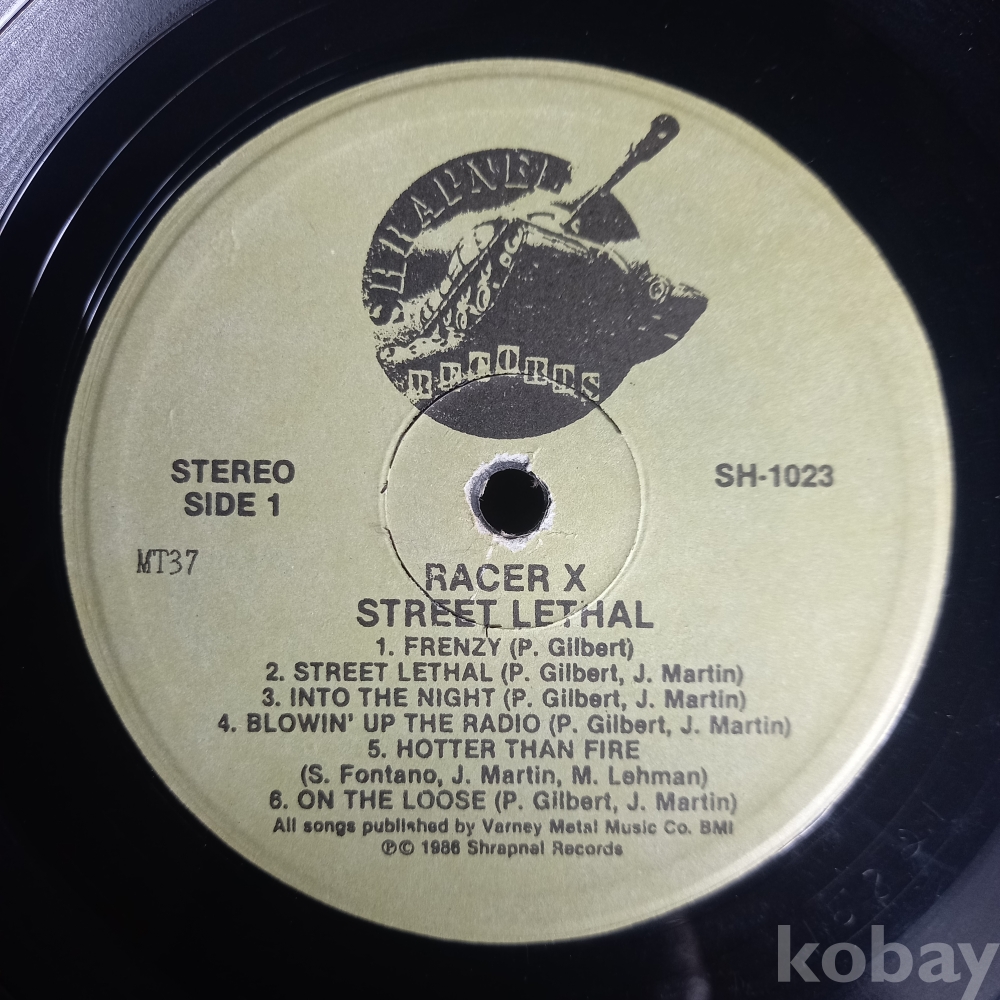 SHRAPNEL
RECORDS
STEREO
SIDE 1
SH-1023
MT37
RACER X
STREET LETHAL
1. FRENZY (P. Gilbert)
2. STREET LETHAL (P. Gilbert, J. Martin)
3. INTO THE NIGHT (P. Gilbert, J. Martin)
4. BLOWIN' UP THE RADIO (P. Gilbert, J. Martin)
5. HOTTER THAN FIRE
(S. Fontano, J. Martin, M. Lehman)
6. ON THE LOOSE (P. Gilbert, J. Martin)
All songs published by Varney Metal Music Co. BMI
℗© 1986 Shrapnel Records
kobay